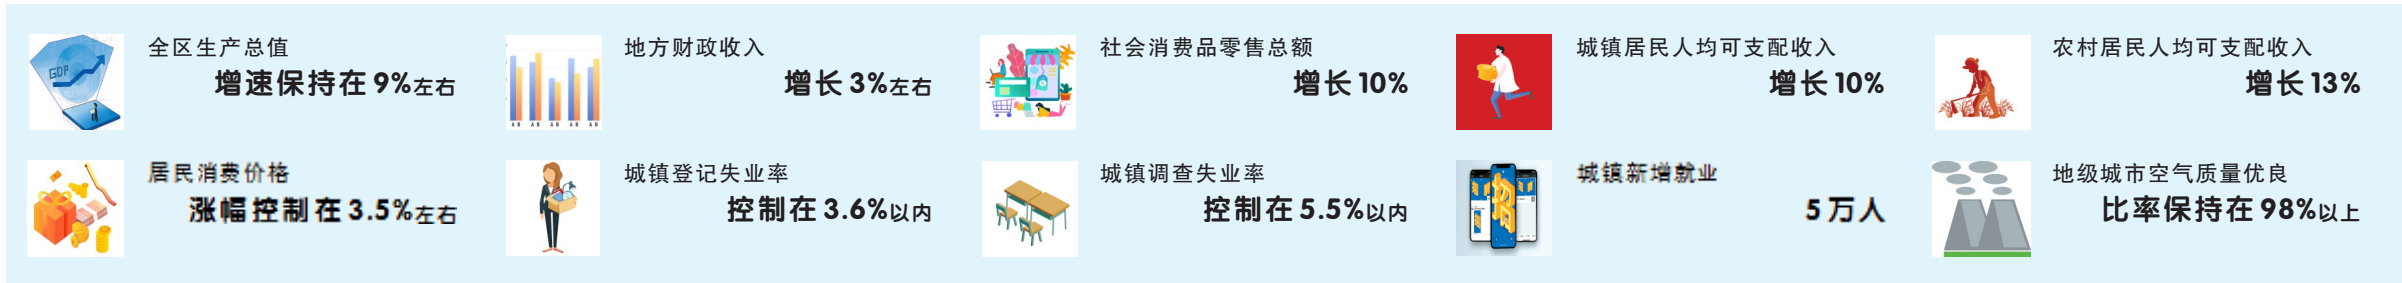 全区生产总值
增速保持在9%左右
地方财政收入
增长3%左右
社会消费品零售总额
增长10%
城镇居民人均可支配收入
增长10%
农村居民人均可支配收入
增长13%
居民消费价格
涨幅控制在3.5%左右
城镇登记失业率
控制在3.6%以内
城镇调查失业率
控制在5.5%以内
城镇新增就业
5万人
地级城市空气质量优良
比率保持在98%以上
GDP
A B A B A B A B A B